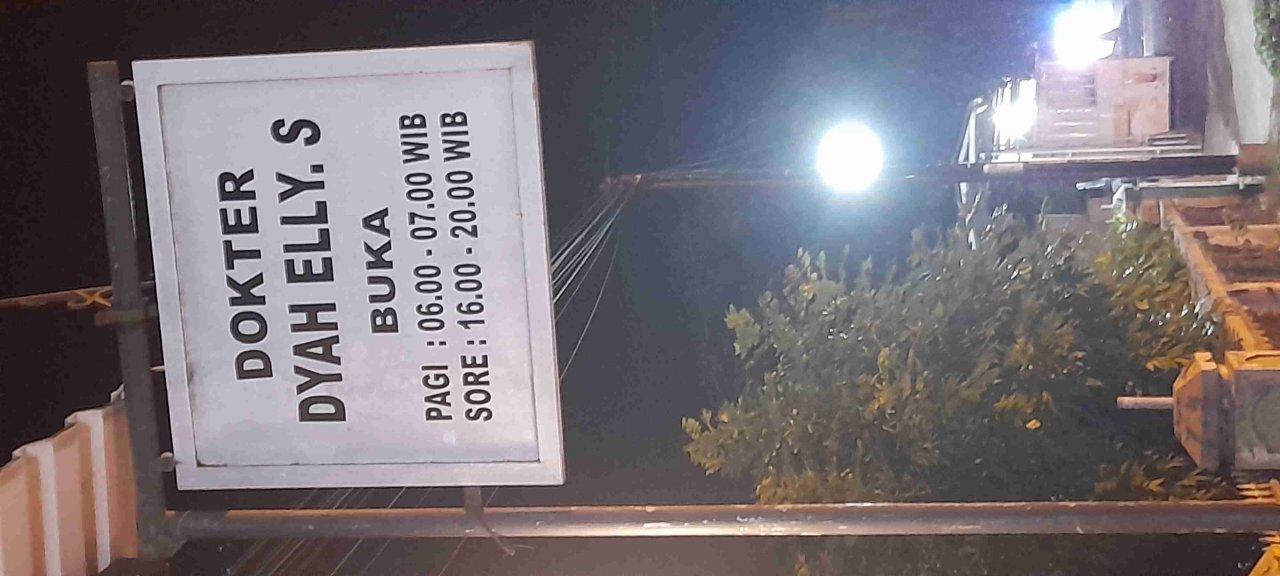 DOKTER
DYAH ELLY. S
BUKA
PAGI : 06.00 - 07.00 WIB
SORE : 16.00 - 20.00 WIB